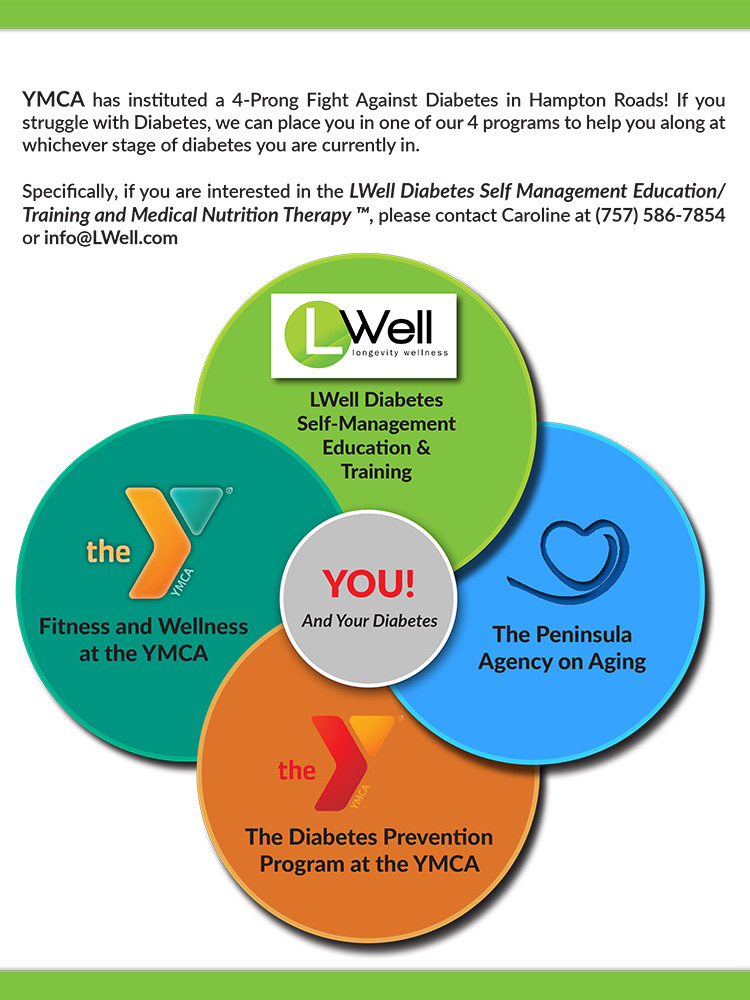 YMCA has instituted a 4-Prong Fight Against Diabetes in Hampton Roads! If you
struggle with Diabetes, we can place you in one of our 4 programs to help you along at
whichever stage of diabetes you are currently in.
Specifically, if you are interested in the LWell Diabetes Self Management Education/
Training and Medical Nutrition Therapy ™, please contact Caroline at (757) 586-7854
or info@LWell.com
LWell
longevity wellness
LWell Diabetes
Self-Management
Education &
Training
the
YMCA
®
Fitness and Wellness
at the YMCA
YOU!
And Your Diabetes
The Peninsula
Agency on Aging
the
YMCA
®
The Diabetes Prevention
Program at the YMCA